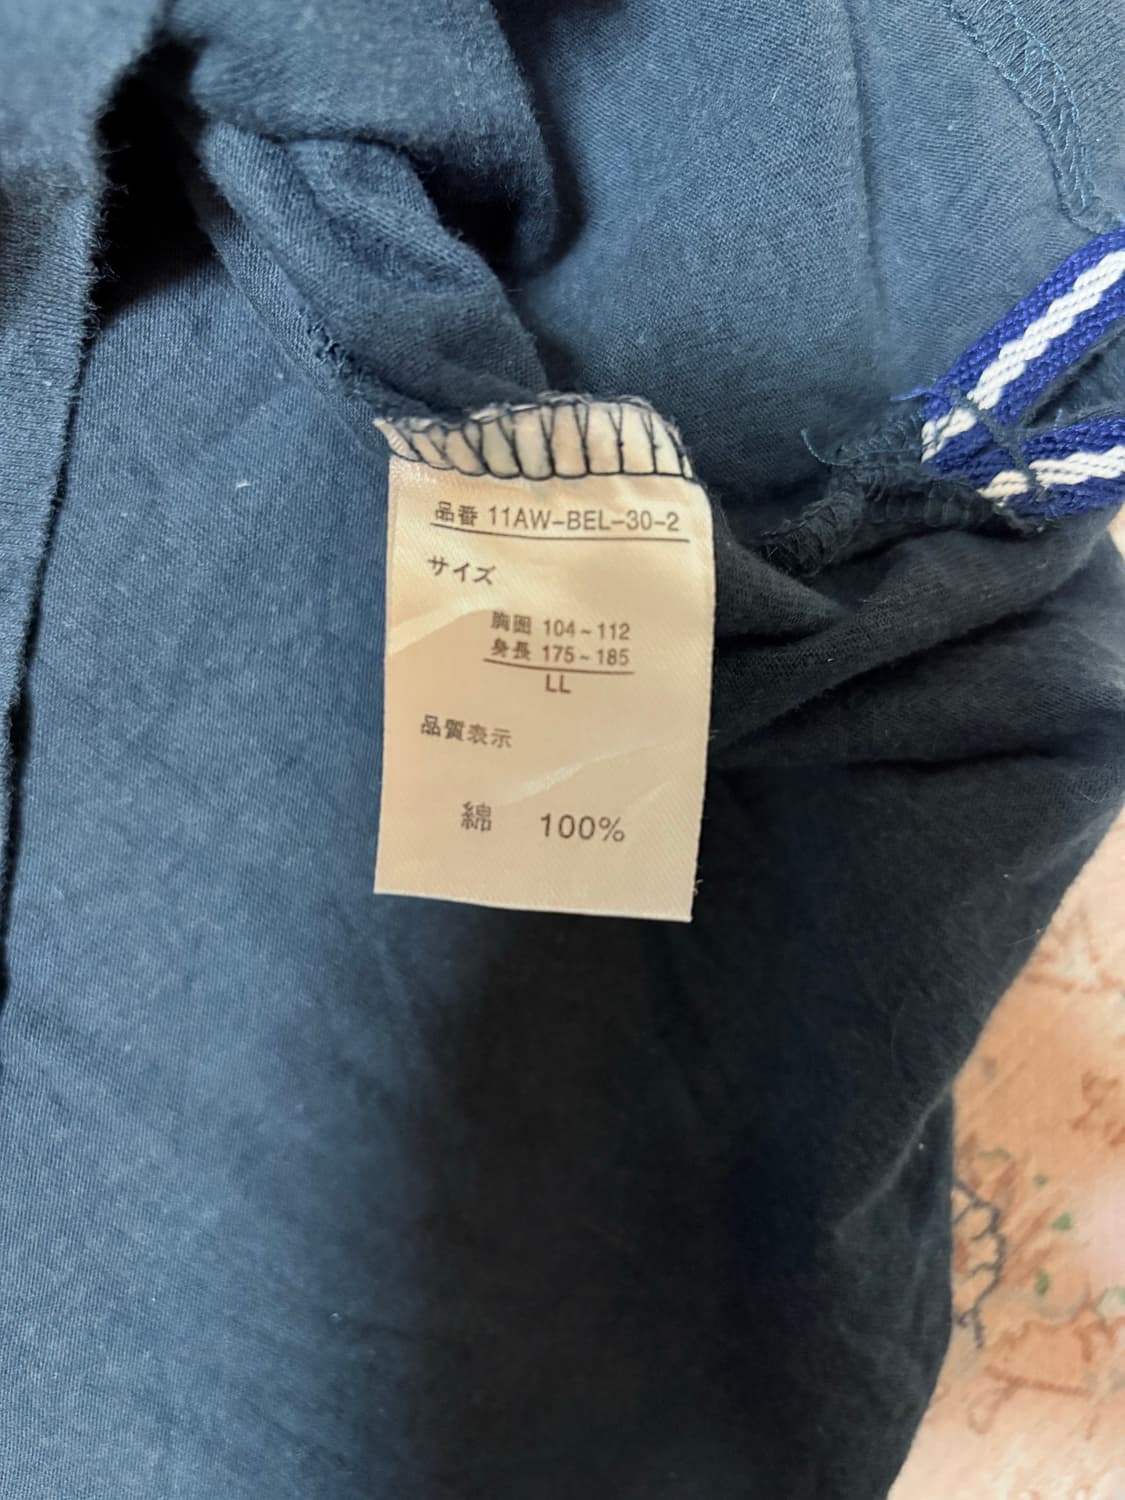 品番 11AW-BEL-30-2
サイズ
胸囲 104~112
身長 175~185
LL
品質表示
綿 100%